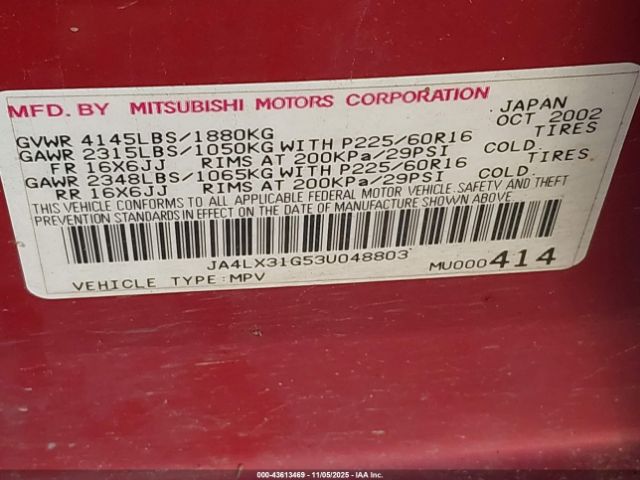 MFD. BY MITSUBISHI MOTORS CORPORATION JAPAN
OCT 2002
GVWR 4145LBS/1880KG
GAWR 2315LBS/1050KG WITH P225/60R16 TIRES
FR 16X6JJ RIMS AT 200KPa/29PSI COLD.
GAWR 2348LBS/1065KG WITH P225/60R16 TIRES
RR 16X6JJ RIMS AT 200KPa/29PSI COLD.
THIS VEHICLE CONFORMS TO ALL APPLICABLE FEDERAL MOTOR VEHICLE SAFETY AND THEFT
PREVENTION STANDARDS IN EFFECT ON THE DATE OF MANUFACTURE SHOWN ABOVE.
JA4LX31G53U048803
VEHICLE TYPE:MPV MU000414
000-43613469 - 11/05/2025 - IAA Inc.